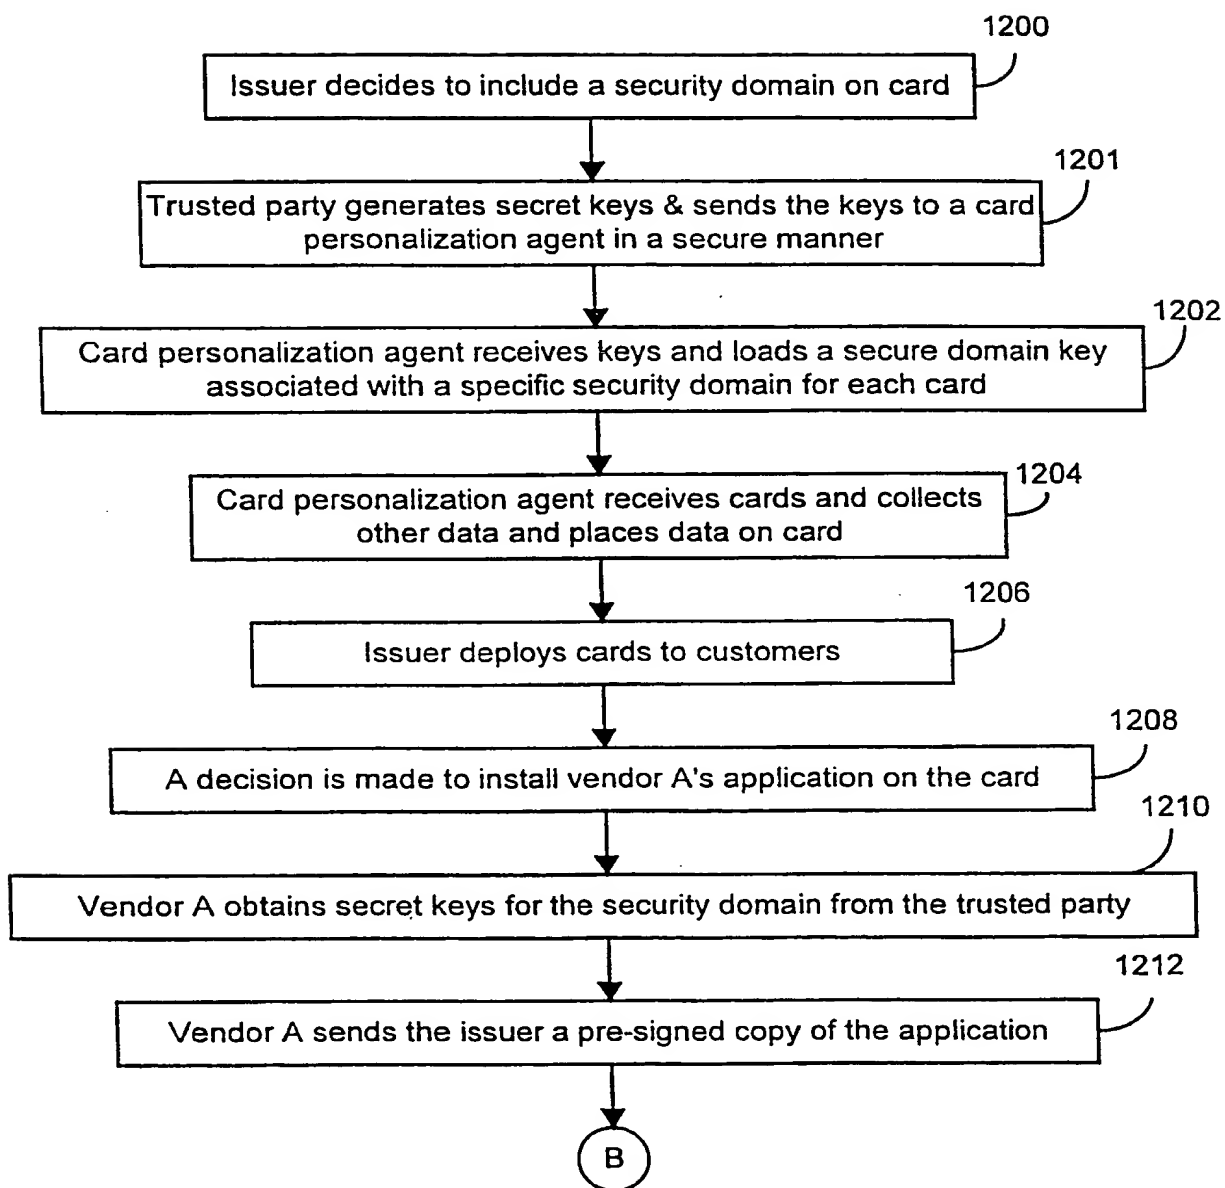 1200
Issuer decides to include a security domain on card
1201
Trusted party generates secret keys & sends the keys to a card
personalization agent in a secure manner
1202
Card personalization agent receives keys and loads a secure domain key
associated with a specific security domain for each card
1204
Card personalization agent receives cards and collects
other data and places data on card
1206
Issuer deploys cards to customers
1208
A decision is made to install vendor A's application on the card
1210
Vendor A obtains secret keys for the security domain from the trusted party
1212
Vendor A sends the issuer a pre-signed copy of the application
B